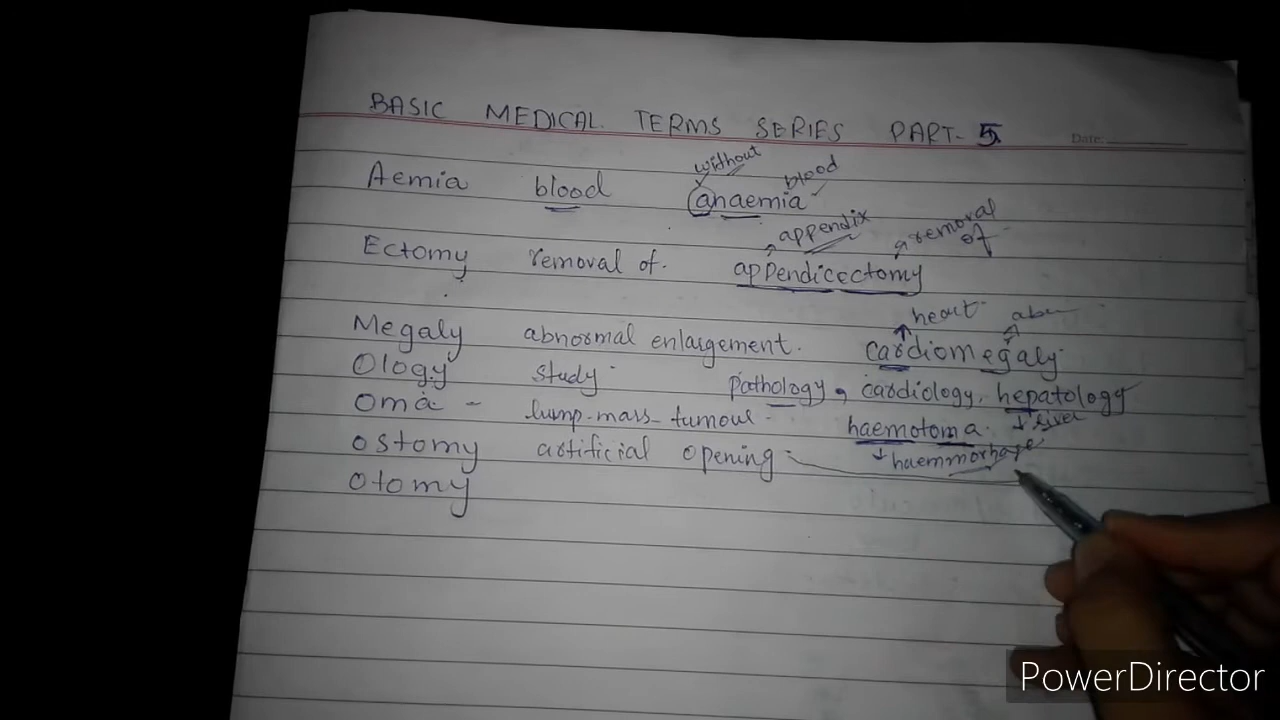 BASIC MEDICAL TERMS SERIES PART-5
Date
without blood
Aemia blood anaemia
appendix removal of
Ectomy removal of. appendicectomy
heart
Megaly abnormal enlargement. cardiomegaly
Ology study pathology, cardiology, hepatology
liver
Oma - lump-mass-tumour haemotoma
haemmorhage
Ostomy artificial opening
Otomy
PowerDirector